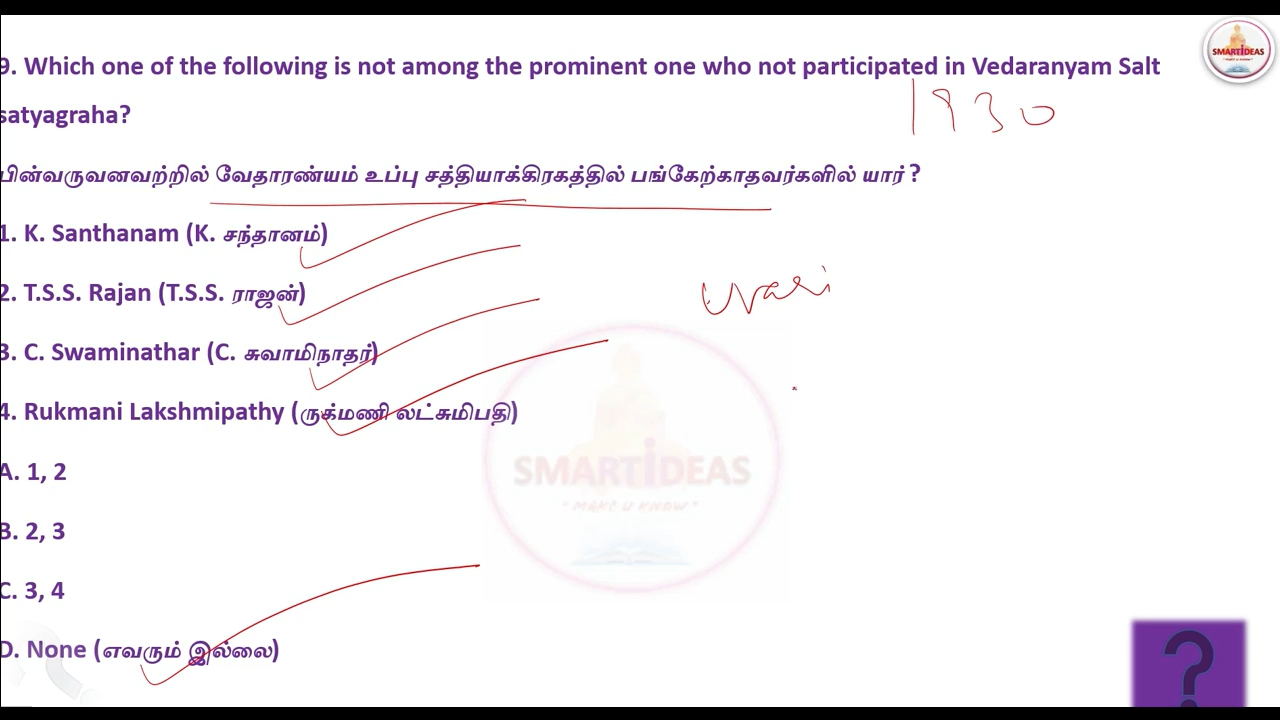 SMARTIDEAS
" MAKE U KNOW "
9. Which one of the following is not among the prominent one who not participated in Vedaranyam Salt
satyagraha?
1930
பின்வருவனவற்றில் வேதாரண்யம் உப்பு சத்தியாக்கிரகத்தில் பங்கேற்காதவர்களில் யார் ?
1. K. Santhanam (K. சந்தானம்)
2. T.S.S. Rajan (T.S.S. ராஜன்)
3. C. Swaminathar (C. சுவாமிநாதர்)
4. Rukmani Lakshmipathy (ருக்மணி லட்சுமிபதி)
A. 1, 2
SMARTIDEAS
" MAKE U KNOW "
B. 2, 3
C. 3, 4
D. None (எவரும் இல்லை)
?